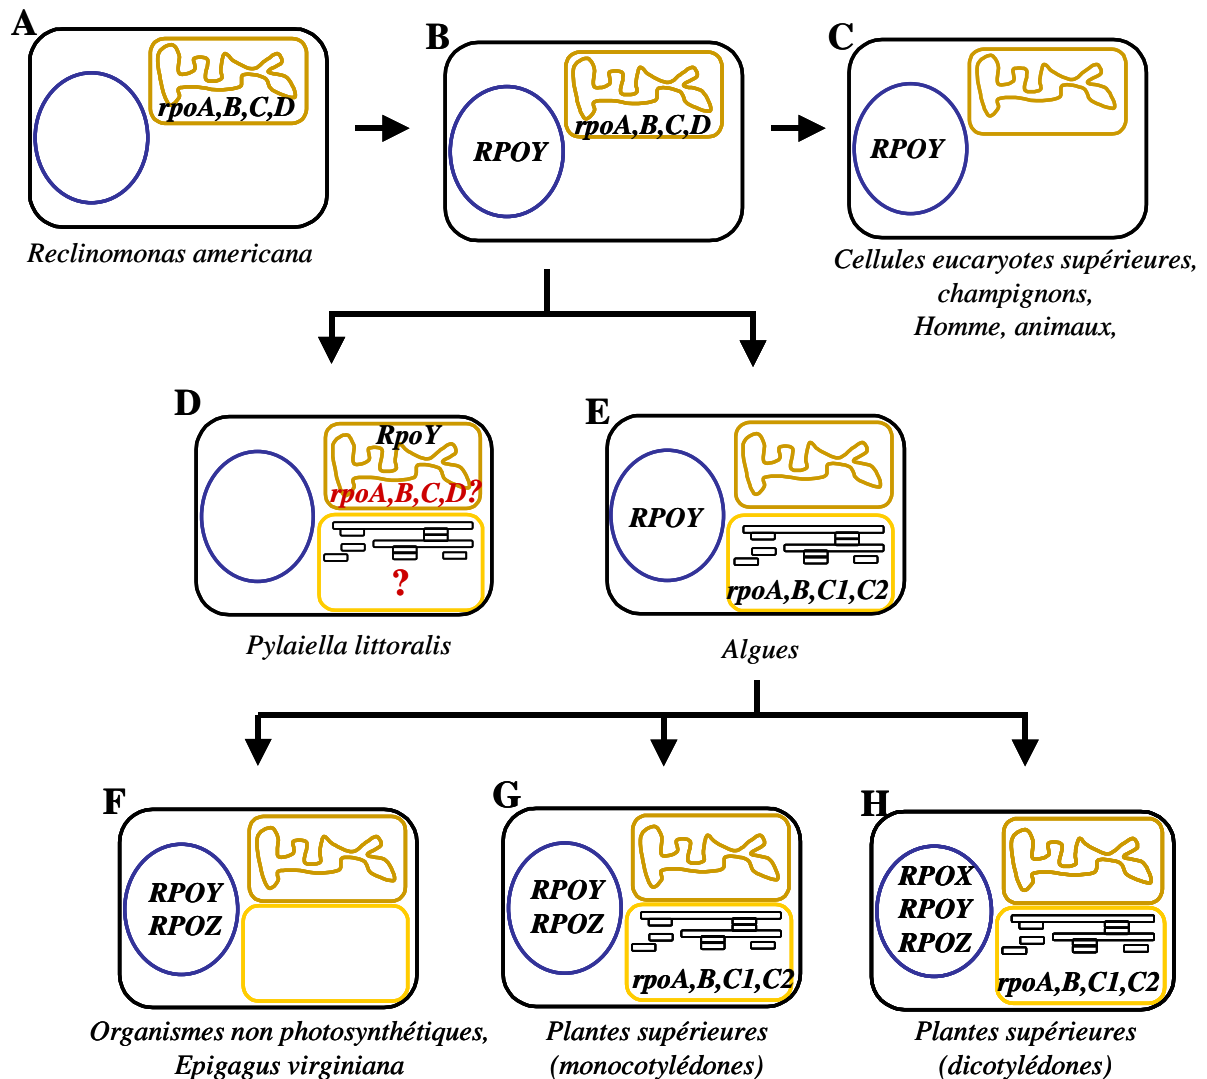 A
rpoA,B,C,D
Reclinomonas americana
B
RPOY
rpoA,B,C,D
C
RPOY
Cellules eucaryotes supérieures,
champignons,
Homme, animaux,
D
RpoY
rpoA,B,C,D?
?
Pylaiella littoralis
E
RPOY
rpoA,B,C1,C2
Algues
F
RPOY
RPOZ
Organismes non photosynthétiques,
Epigagus virginiana
G
RPOY
RPOZ
rpoA,B,C1,C2
Plantes supérieures
(monocotylédones)
H
RPOX
RPOY
RPOZ
rpoA,B,C1,C2
Plantes supérieures
(dicotylédones)